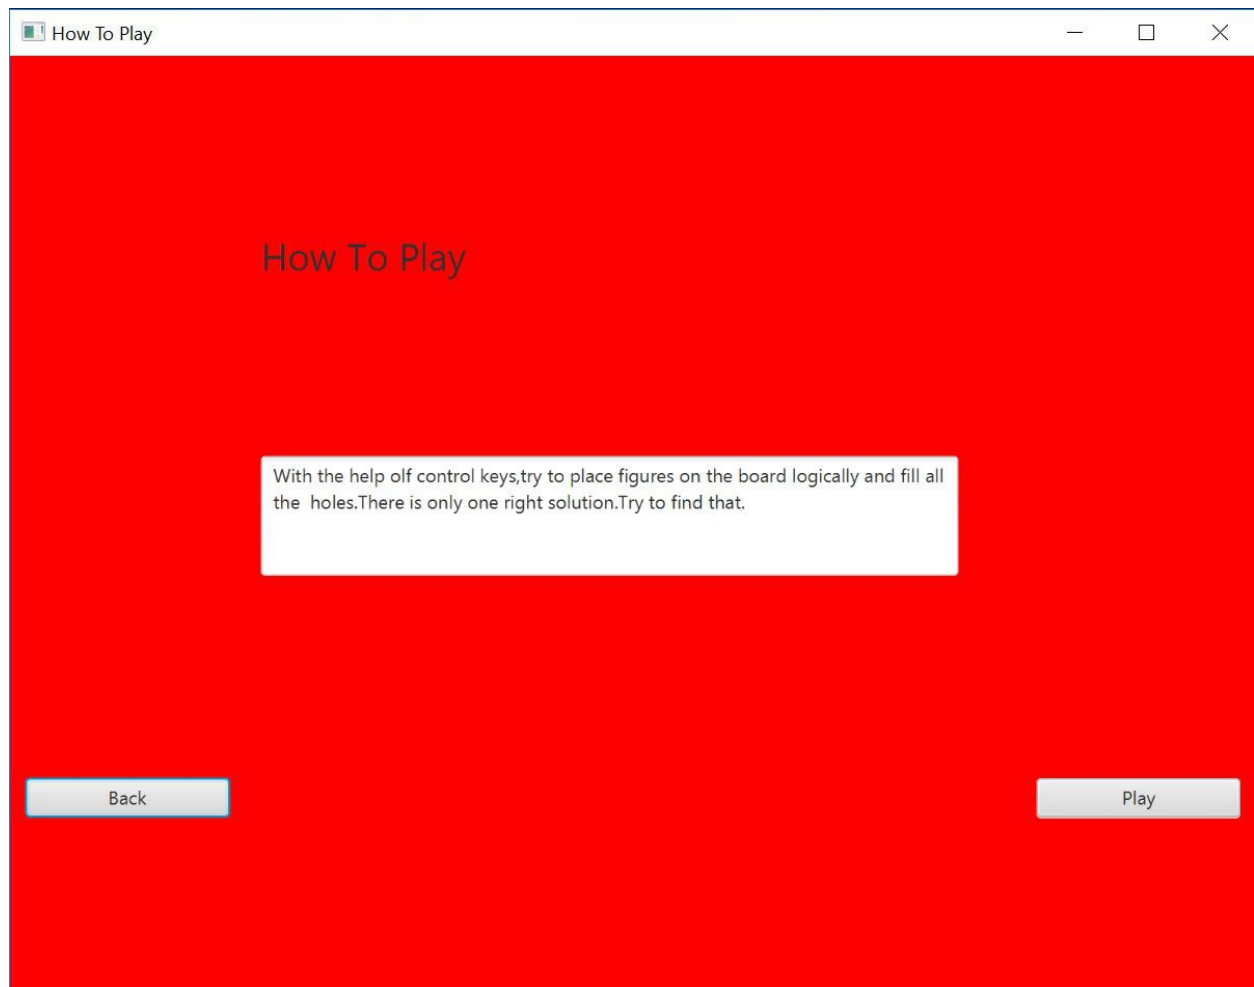 How To Play
How To Play
With the help olf control keys,try to place figures on the board logically and fill all
the  holes.There is only one right solution.Try to find that.
Back
Play